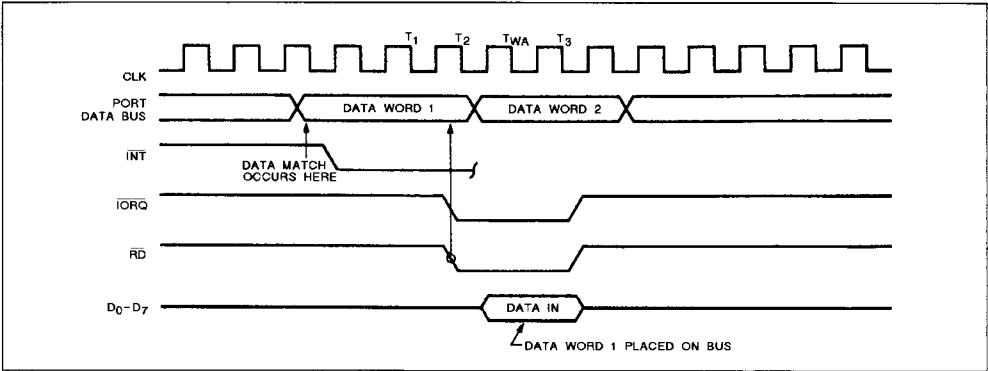 T1 T2 TWA T3
CLK
PORT
DATA BUS
DATA WORD 1 DATA WORD 2
INT
DATA MATCH
OCCURS HERE
IORQ
RD
D0-D7
DATA IN
DATA WORD 1 PLACED ON BUS